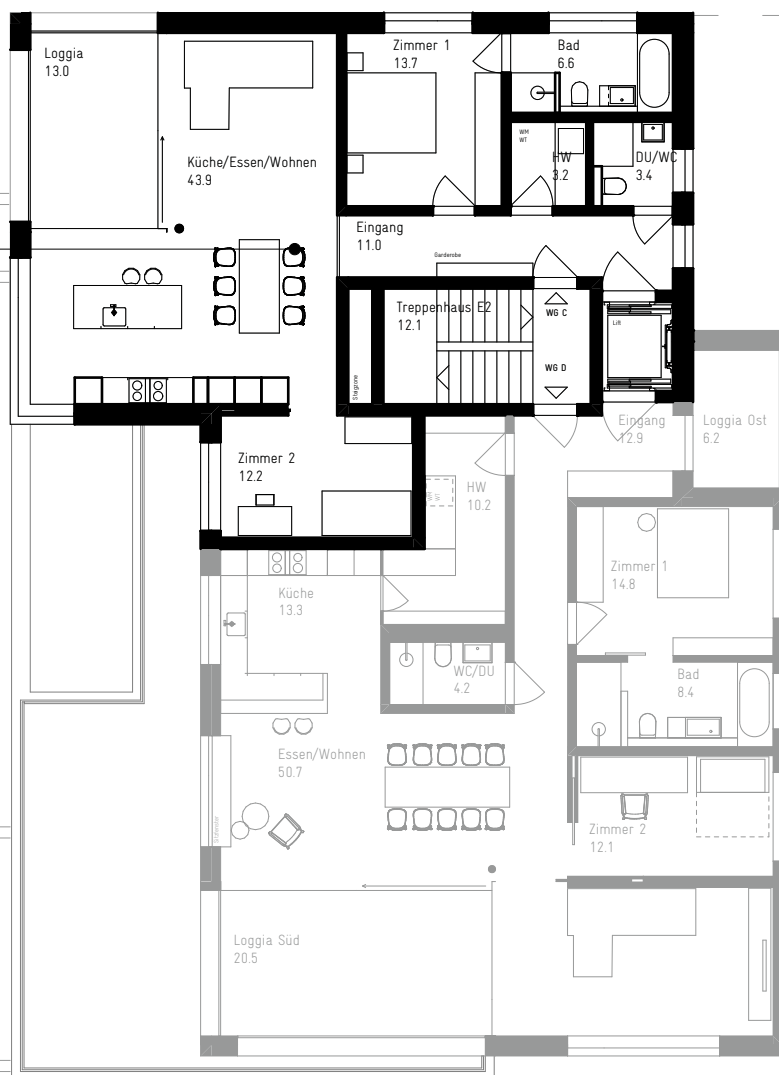 Loggia
13.0
Zimmer 1
13.7
Bad
6.6
Küche/Essen/Wohnen
43.9
WM
WT
HW
3.2
DU/WC
3.4
Eingang
11.0
Garderobe
Treppenhaus E2
12.1
WG C
WG D
Lift
Steigzone
Zimmer 2
12.2
Eingang
12.9
Loggia Ost
6.2
HW
10.2
WM
WT
Küche
13.3
Zimmer 1
14.8
WC/DU
4.2
Bad
8.4
Essen/Wohnen
50.7
Sitzfenster
Zimmer 2
12.1
Loggia Süd
20.5